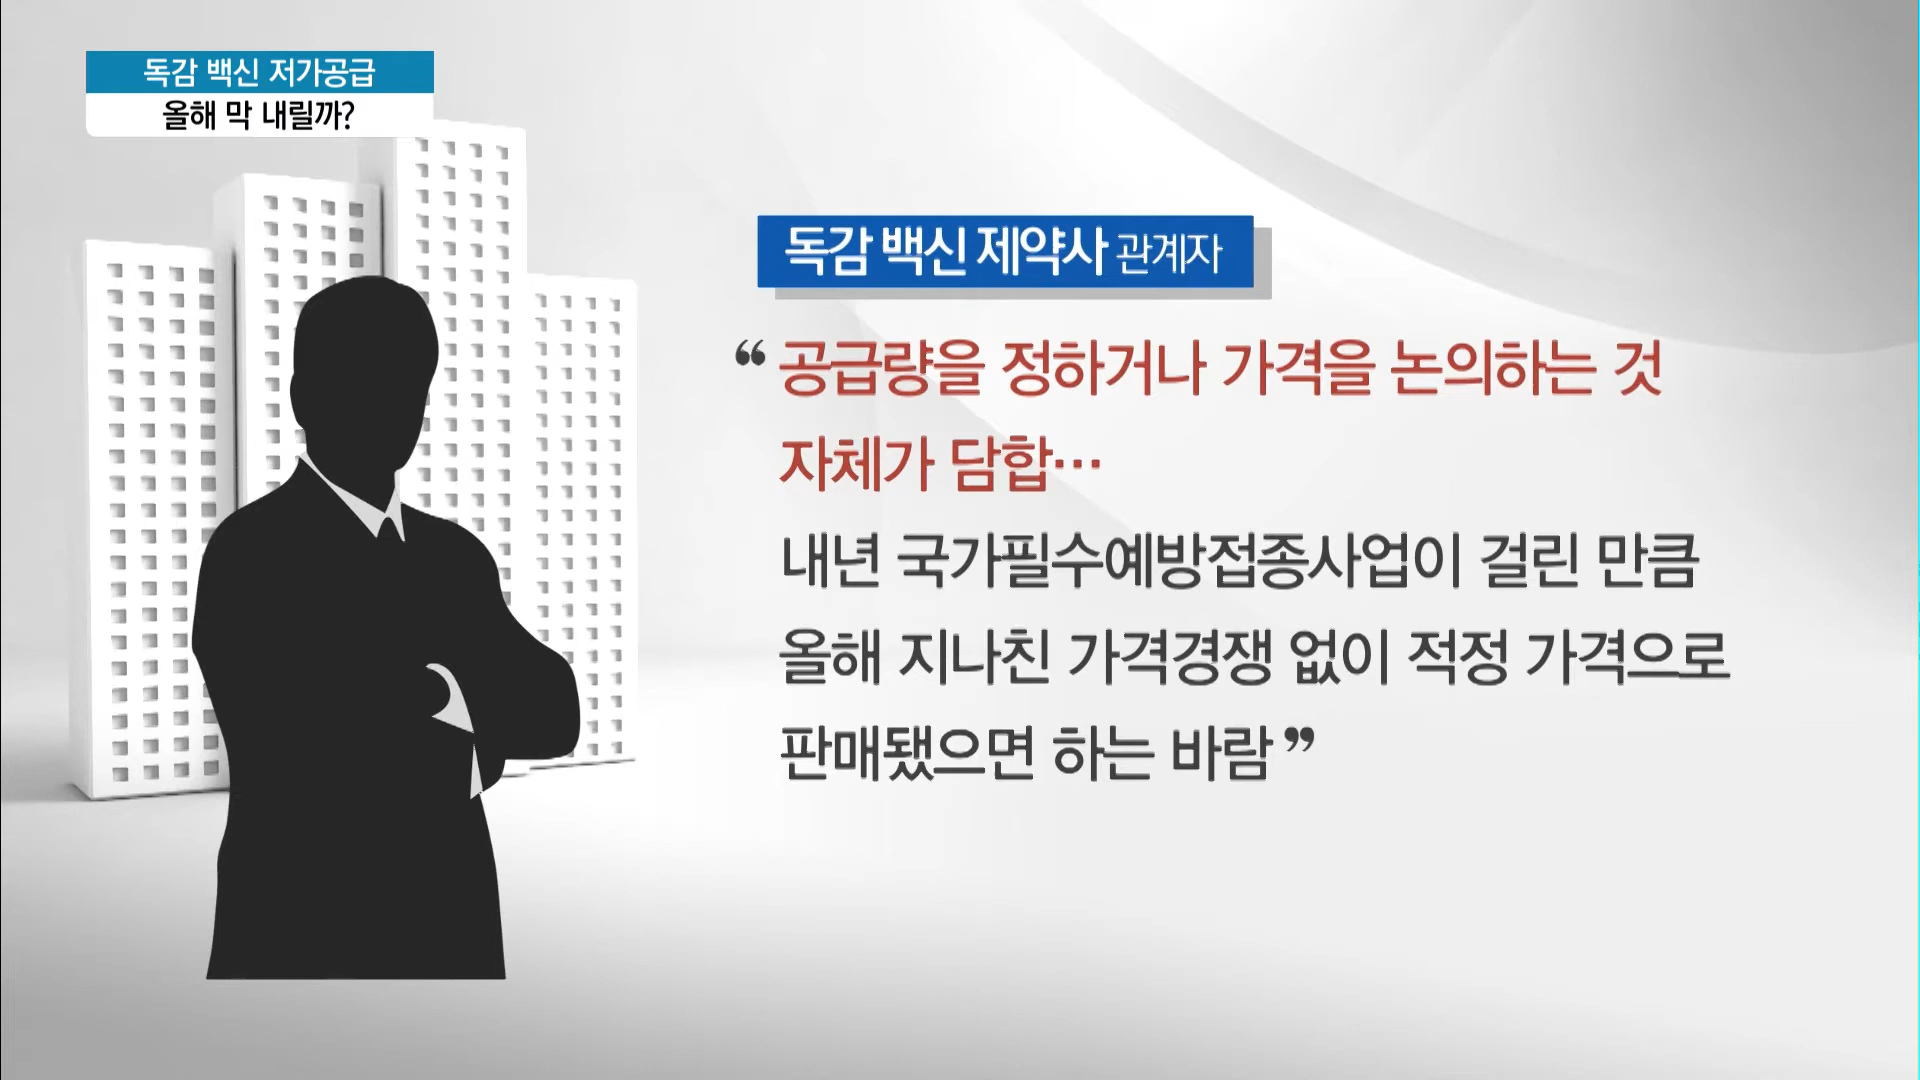 독감 백신 저가공급
올해 막 내릴까?
독감 백신 제약사 관계자
“ 공급량을 정하거나 가격을 논의하는 것
자체가 담합…
내년 국가필수예방접종사업이 걸린 만큼
올해 지나친 가격경쟁 없이 적정 가격으로
판매됐으면 하는 바람 ”